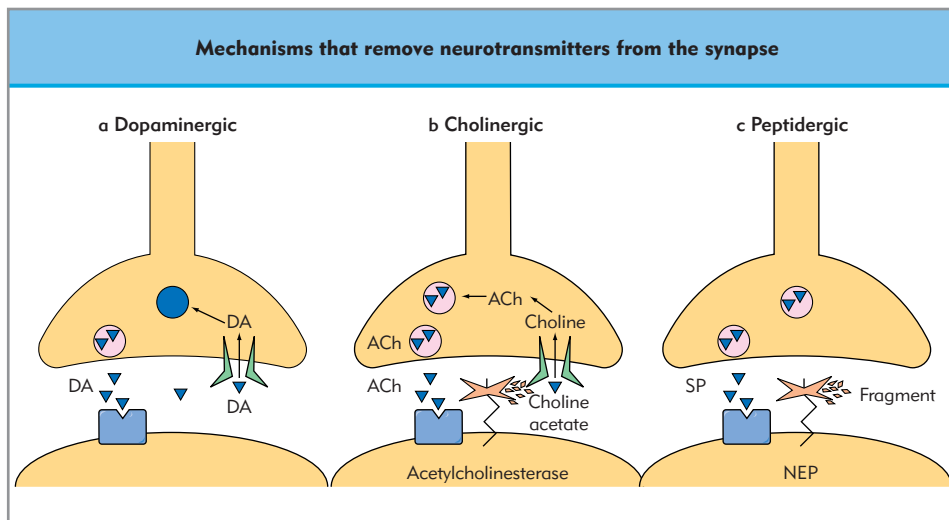 Mechanisms that remove neurotransmitters from the synapse
a Dopaminergic
DA
DA
DA
b Cholinergic
ACh
Choline
ACh
ACh
Choline
acetate
Acetylcholinesterase
c Peptidergic
SP
Fragment
NEP